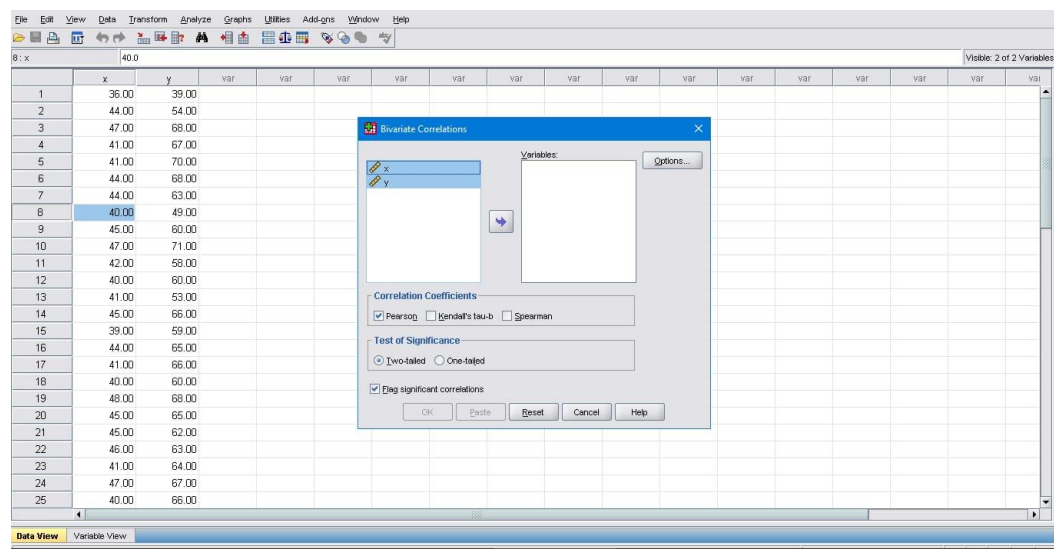 File Edit View Data Transform Analyze Graphs Utilities Add-ons Window Help
8 : x 40.0 Visible: 2 of 2 Variables
x y var var var var var var var var var var var var var var var
1 36.00 39.00
2 44.00 54.00
3 47.00 68.00
4 41.00 67.00
5 41.00 70.00
6 44.00 68.00
7 44.00 63.00
8 40.00 49.00
9 45.00 60.00
10 47.00 71.00
11 42.00 58.00
12 40.00 60.00
13 41.00 53.00
14 45.00 66.00
15 39.00 59.00
16 44.00 65.00
17 41.00 66.00
18 40.00 60.00
19 48.00 68.00
20 45.00 65.00
21 45.00 62.00
22 46.00 63.00
23 41.00 64.00
24 47.00 67.00
25 40.00 66.00
Bivariate Correlations
Variables:
Options...
x
y
Correlation Coefficients
Pearson Kendall's tau-b Spearman
Test of Significance
Two-tailed One-tailed
Flag significant correlations
OK Paste Reset Cancel Help
Data View Variable View